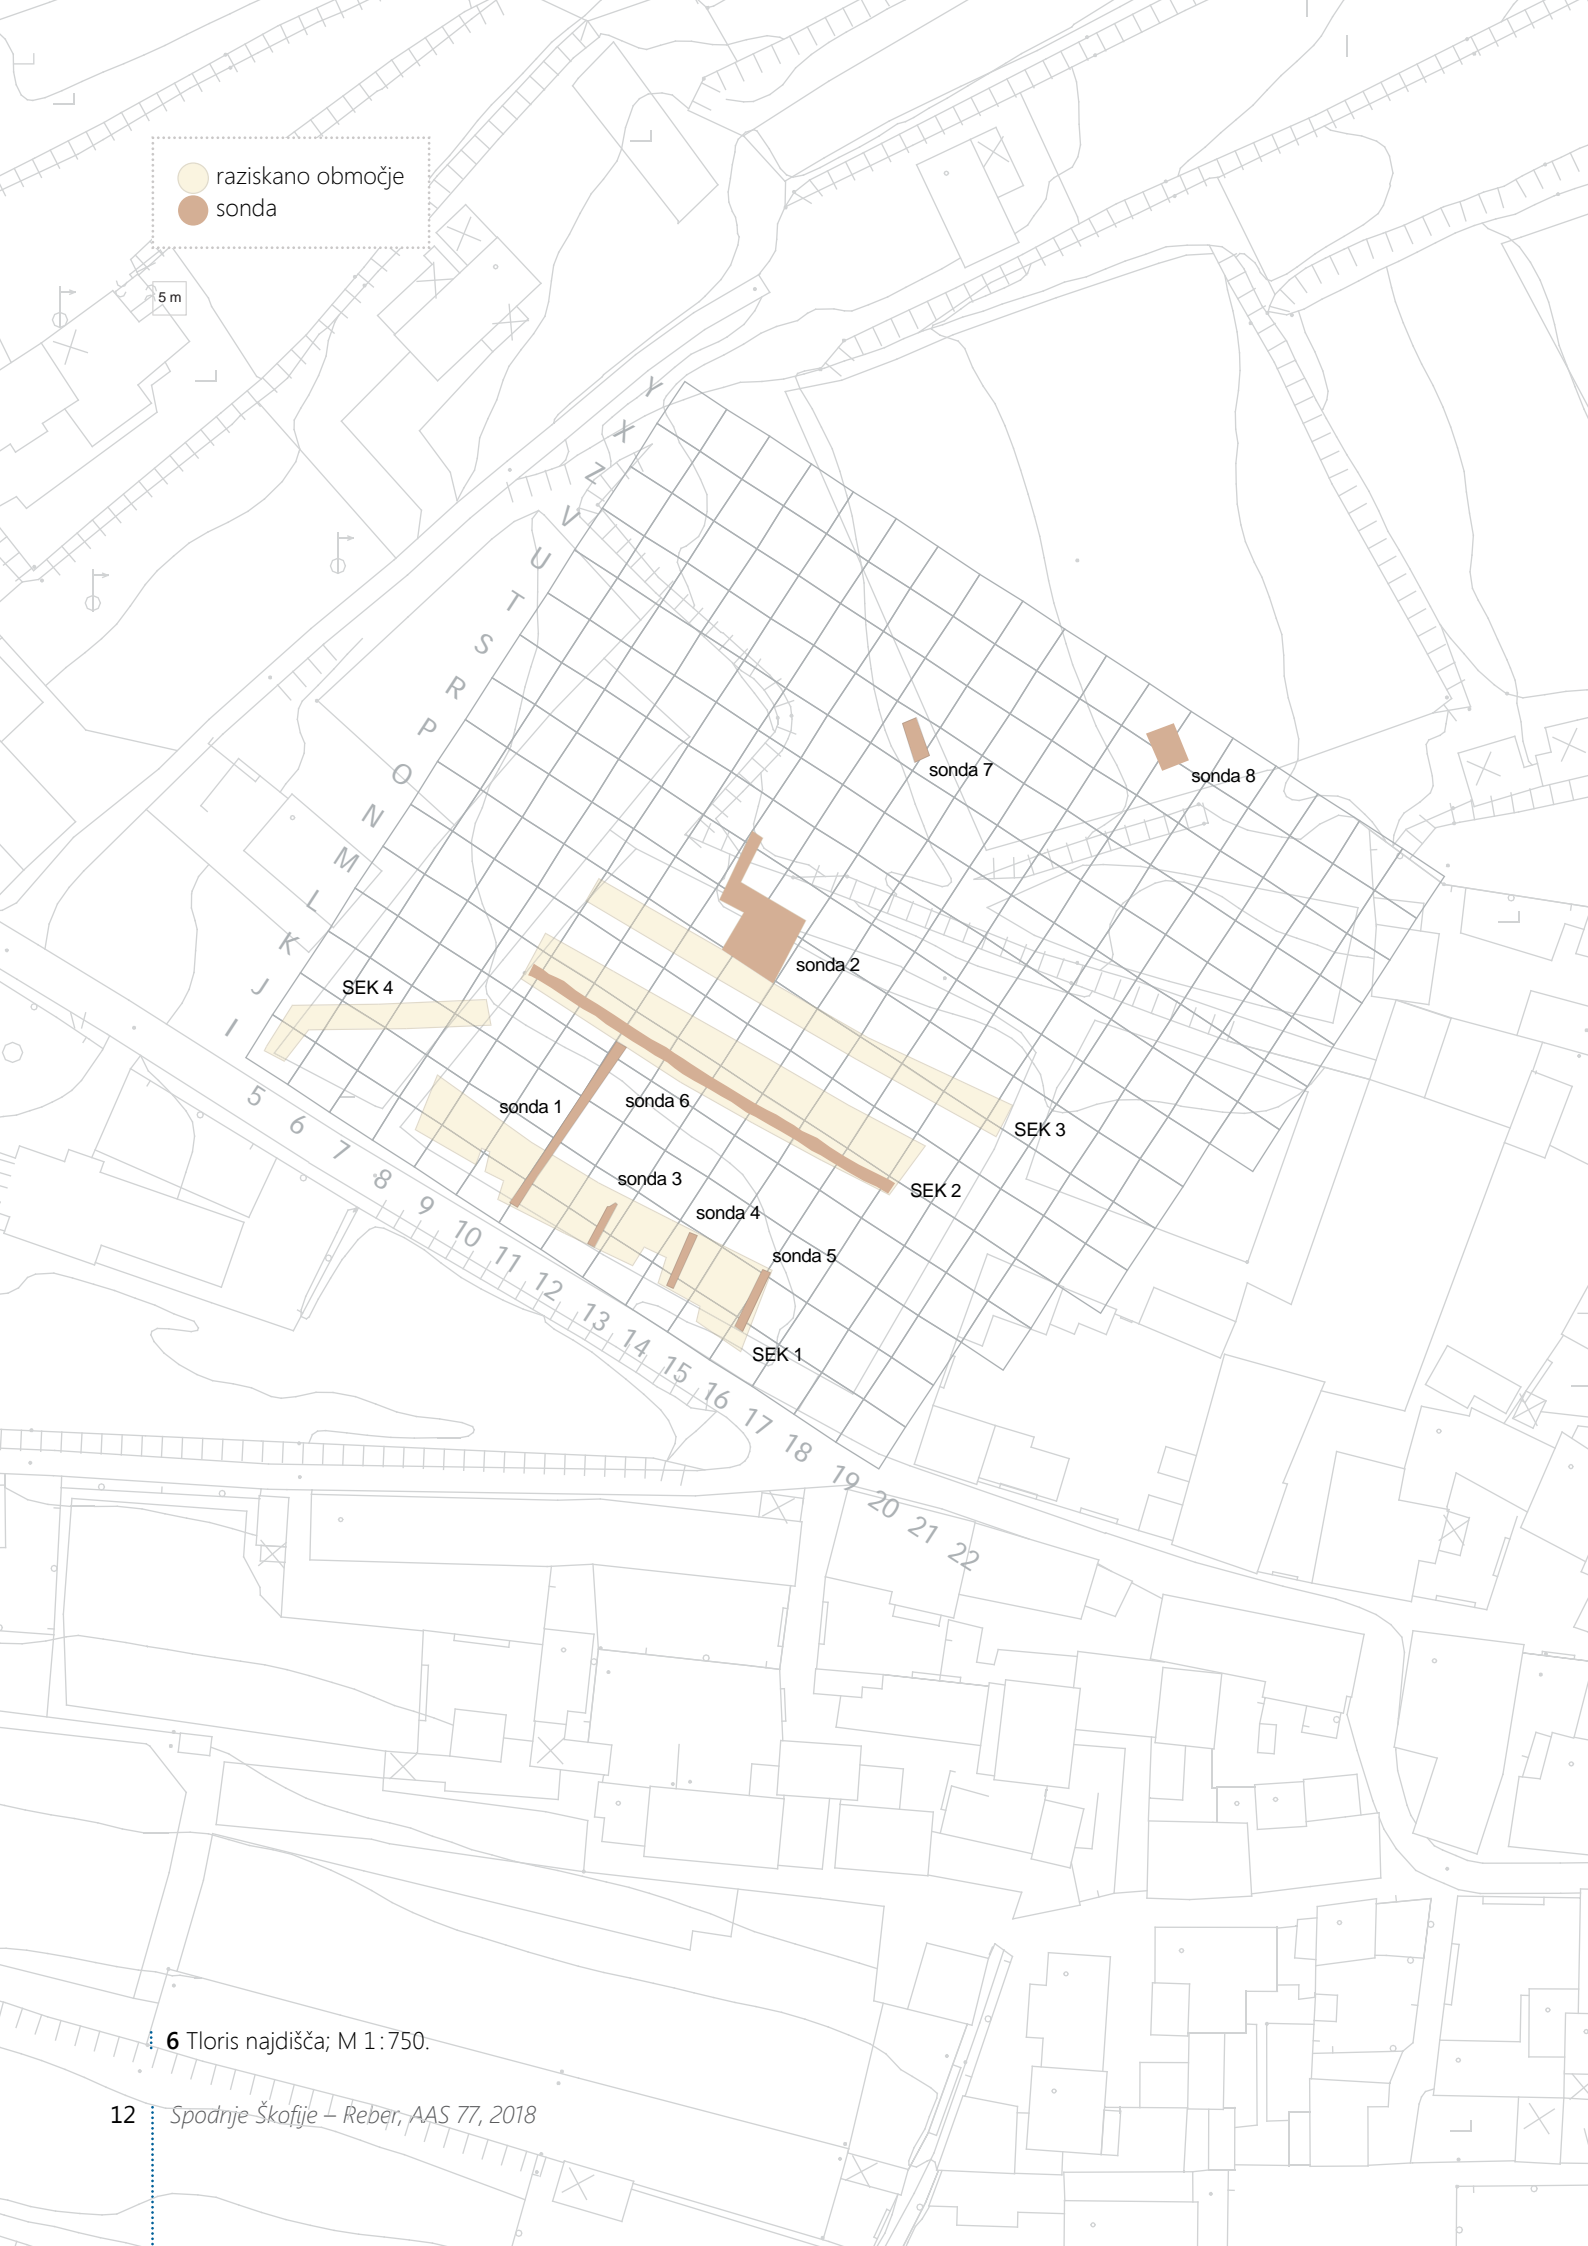 raziskano območje
sonda
5 m
Y
X
Z
V
U
T
S
R
P
O
N
M
L
K
J
I
5
6
7
8
9
10
11
12
13
14
15
16
17
18
19
20
21
22
sonda 7
sonda 8
sonda 2
SEK 4
sonda 1
sonda 6
SEK 3
sonda 3
SEK 2
sonda 4
sonda 5
SEK 1
6 Tloris najdišča; M 1:750.
12 Spodnje Škofije – Reber, AAS 77, 2018